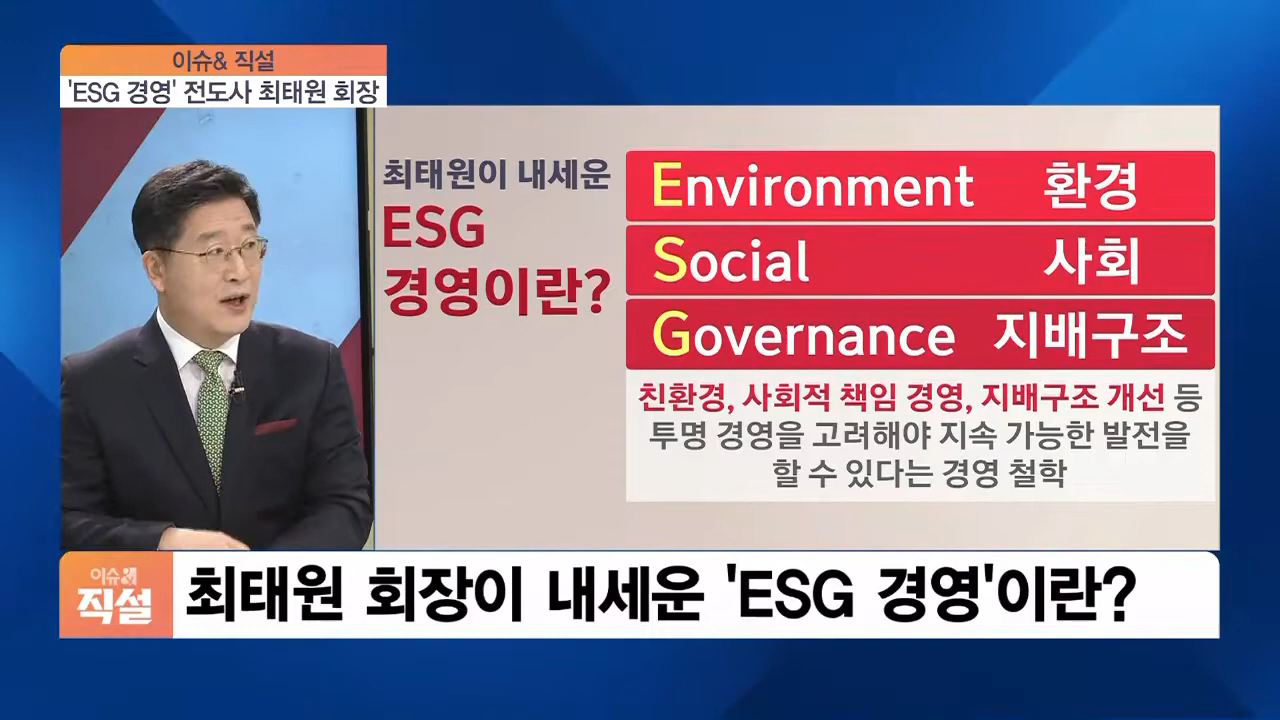 이슈& 직설
'ESG 경영' 전도사 최태원 회장
최태원이 내세운
ESG
경영이란?
Environment 환경
Social 사회
Governance 지배구조
친환경, 사회적 책임 경영, 지배구조 개선 등
투명 경영을 고려해야 지속 가능한 발전을
할 수 있다는 경영 철학
이슈&
직설
최태원 회장이 내세운 'ESG 경영'이란?